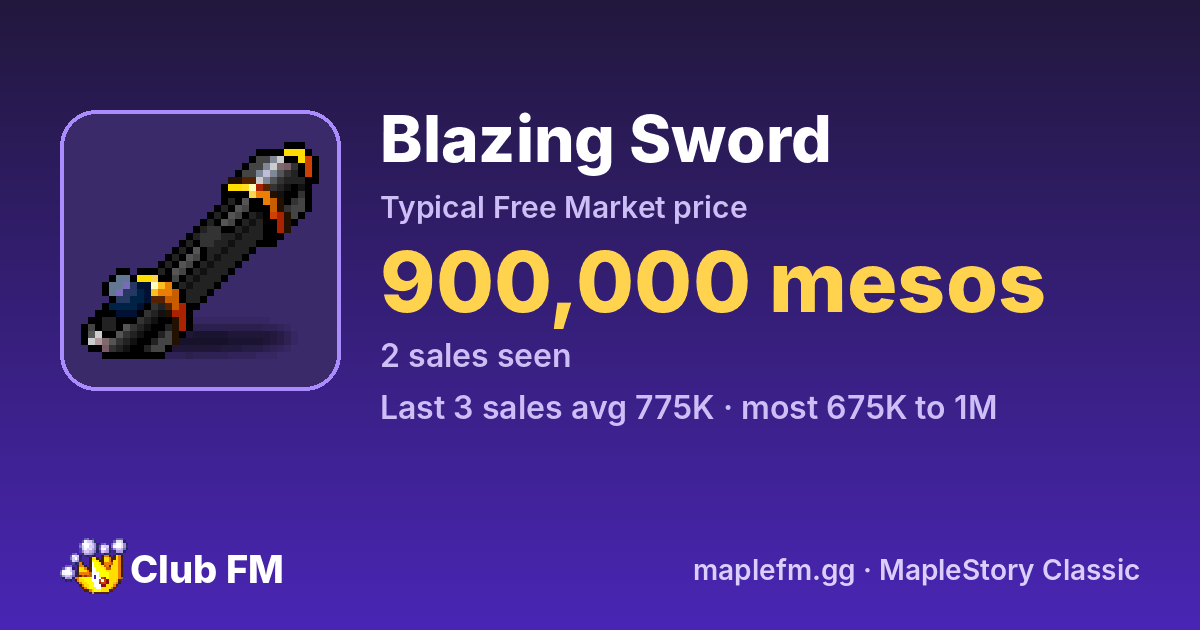 Blazing Sword
Typical Free Market price
900,000 mesos
2 sales seen
Last 3 sales avg 775K · most 675K to 1M
Club FM
maplefm.gg · MapleStory Classic